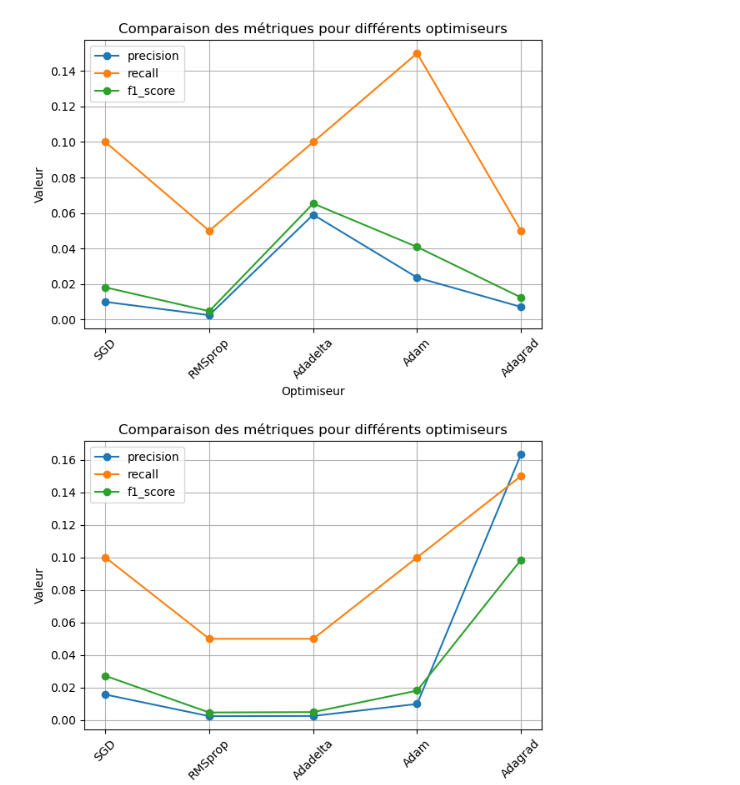 Comparaison des métriques pour différents optimiseurs
precision
recall
f1_score
0.14
0.12
0.10
0.08
0.06
0.04
0.02
0.00
Valeur
SGD
RMSprop
Adadelta
Adam
Adagrad
Optimiseur
Comparaison des métriques pour différents optimiseurs
precision
recall
f1_score
0.16
0.14
0.12
0.10
0.08
0.06
0.04
0.02
0.00
Valeur
SGD
RMSprop
Adadelta
Adam
Adagrad